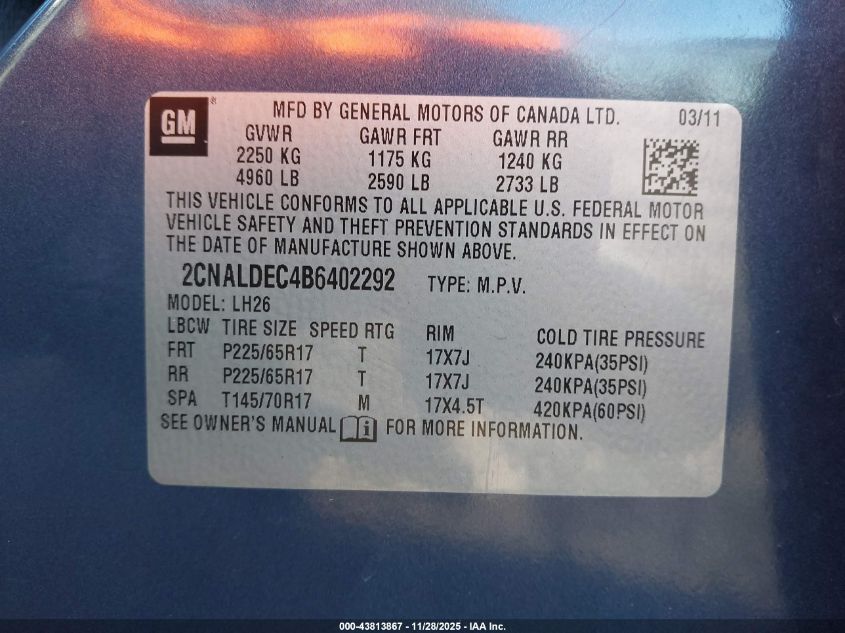 GM
MFD BY GENERAL MOTORS OF CANADA LTD. 03/11
GVWR GAWR FRT GAWR RR
2250 KG 1175 KG 1240 KG
4960 LB 2590 LB 2733 LB
THIS VEHICLE CONFORMS TO ALL APPLICABLE U.S. FEDERAL MOTOR
VEHICLE SAFETY AND THEFT PREVENTION STANDARDS IN EFFECT ON
THE DATE OF MANUFACTURE SHOWN ABOVE.
2CNALDEC4B6402292 TYPE: M.P.V.
MODEL: LH26
LBCW TIRE SIZE SPEED RTG RIM COLD TIRE PRESSURE
FRT P225/65R17 T 17X7J 240KPA(35PSI)
RR P225/65R17 T 17X7J 240KPA(35PSI)
SPA T145/70R17 M 17X4.5T 420KPA(60PSI)
SEE OWNER'S MANUAL i FOR MORE INFORMATION.
000-43813867 - 11/28/2025 - IAA Inc.